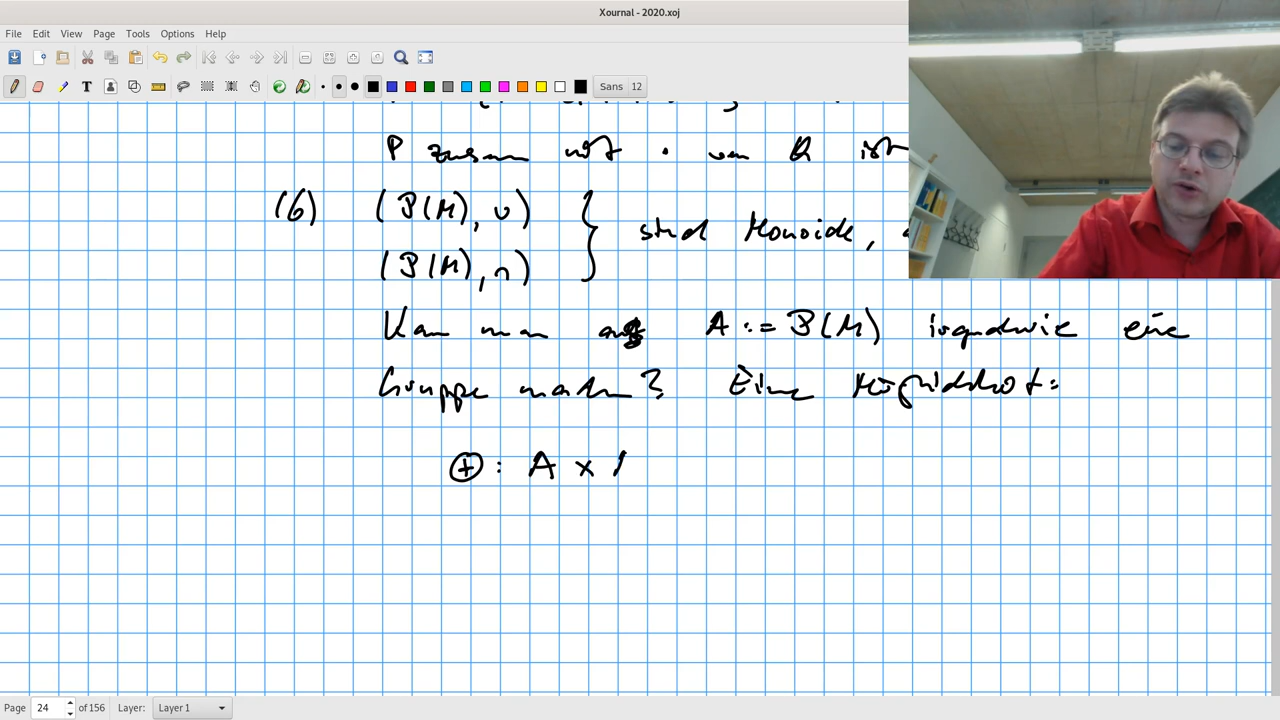 Xournal - 2020.xoj
File Edit View Page Tools Options Help
Sans 12
P zusam mit · von R ist
(6) (P(M), ∪) } sind Monoide,
(P(M), ∩)
Kann man aus A := P(M) irgendwie eine
Gruppe machen? Eine Möglichkeit:
⊕ : A ×
Page 24 of 156 Layer: Layer 1